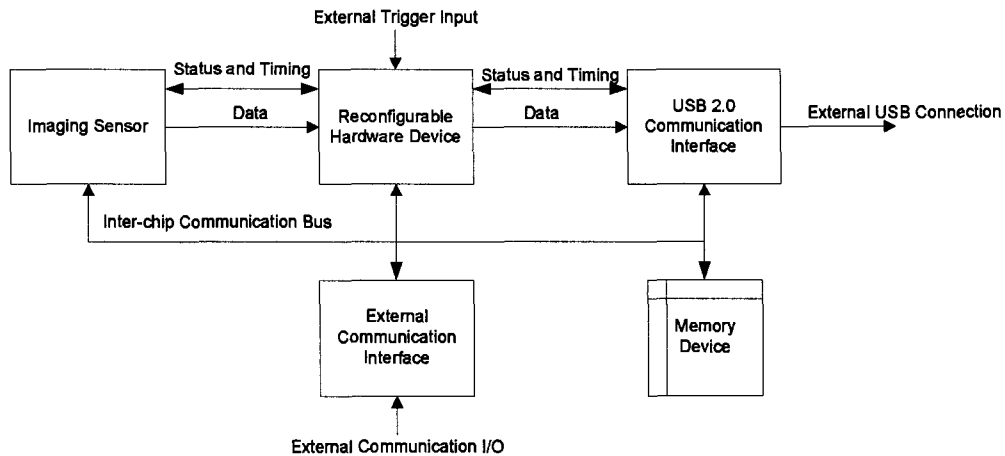 External Trigger Input
Status and Timing
Status and Timing
Imaging Sensor
Data
Reconfigurable
Hardware Device
Data
USB 2.0
Communication
Interface
External USB Connection
Inter-chip Communication Bus
External
Communication
Interface
Memory
Device
External Communication I/O